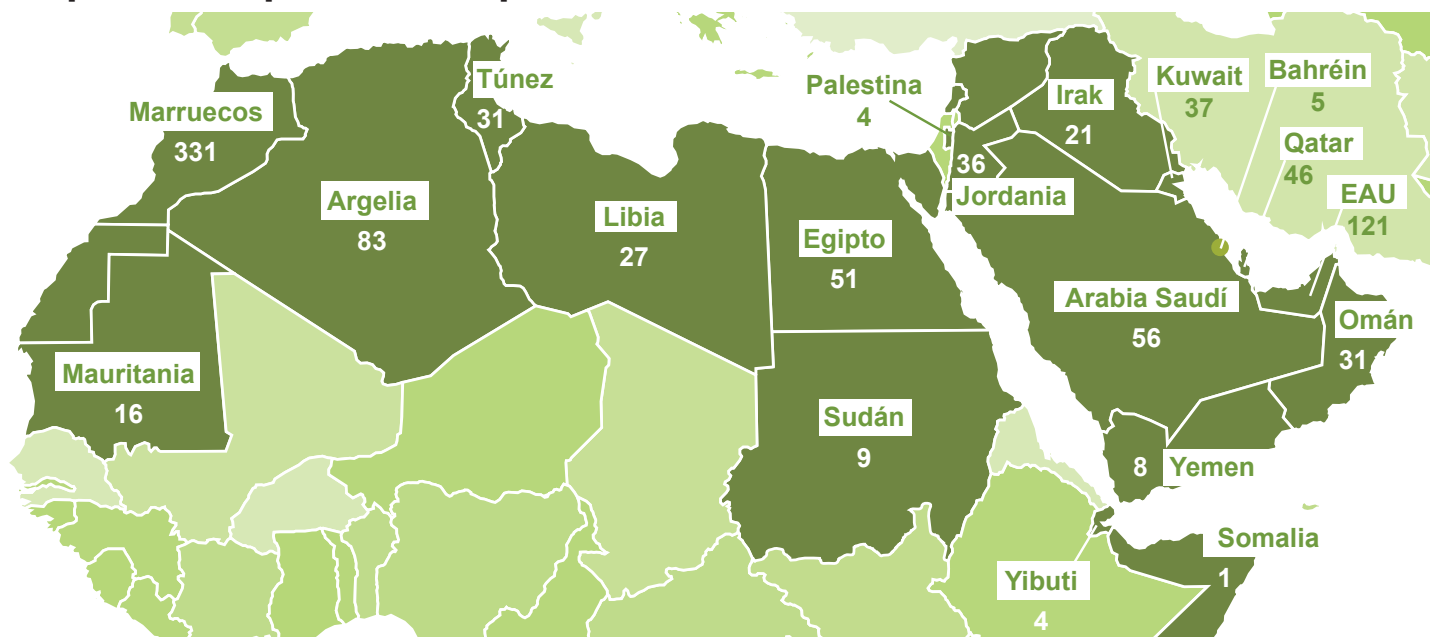 Marruecos
331
Argelia
83
Túnez
31
Libia
27
Egipto
51
Palestina
4
36
Jordania
Irak
21
Kuwait
37
Bahréin
5
Qatar
46
EAU
121
Arabia Saudí
56
Omán
31
Mauritania
16
Sudán
9
8
Yemen
Somalia
1
Yibuti
4